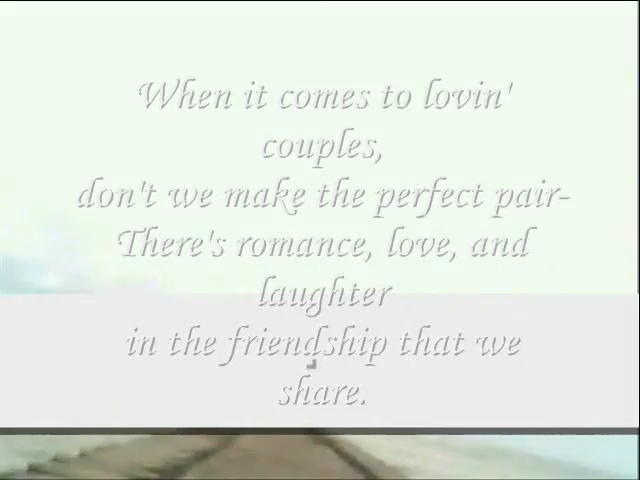 When it comes to lovin'
couples,
don't we make the perfect pair-
There's romance, love, and
laughter
in the friendship that we
share.